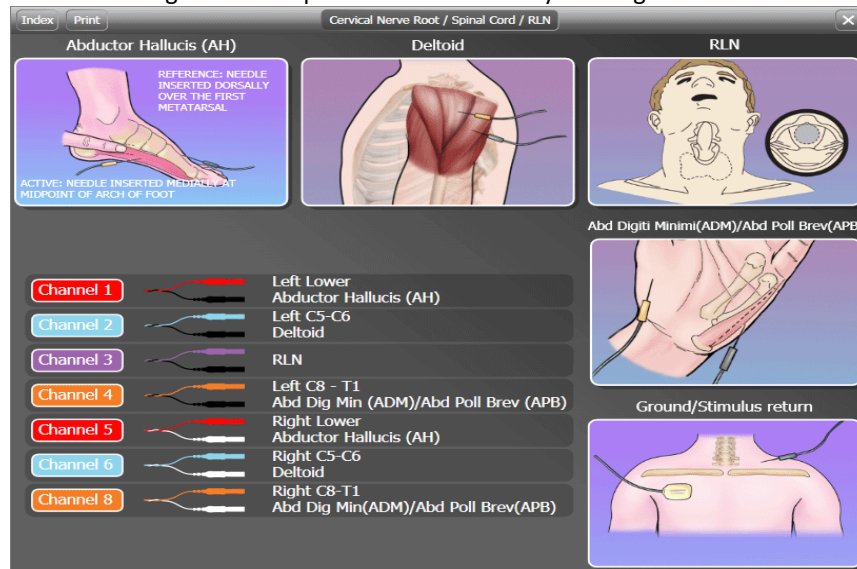 Index Print Cervical Nerve Root / Spinal Cord / RLN
Abductor Hallucis (AH)
Deltoid
RLN
REFERENCE: NEEDLE
INSERTED DORSALLY
OVER THE FIRST
METATARSAL
ACTIVE: NEEDLE INSERTED MEDIALLY AT
MIDPOINT OF ARCH OF FOOT
Abd Digiti Minimi(ADM)/Abd Poll Brev(APB
Channel 1
Left Lower
Abductor Hallucis (AH)
Channel 2
Left C5-C6
Deltoid
Channel 3
RLN
Channel 4
Left C8 - T1
Abd Dig Min (ADM)/Abd Poll Brev (APB)
Channel 5
Right Lower
Abductor Hallucis (AH)
Channel 6
Right C5-C6
Deltoid
Channel 8
Right C8-T1
Abd Dig Min(ADM)/Abd Poll Brev(APB)
Ground/Stimulus return